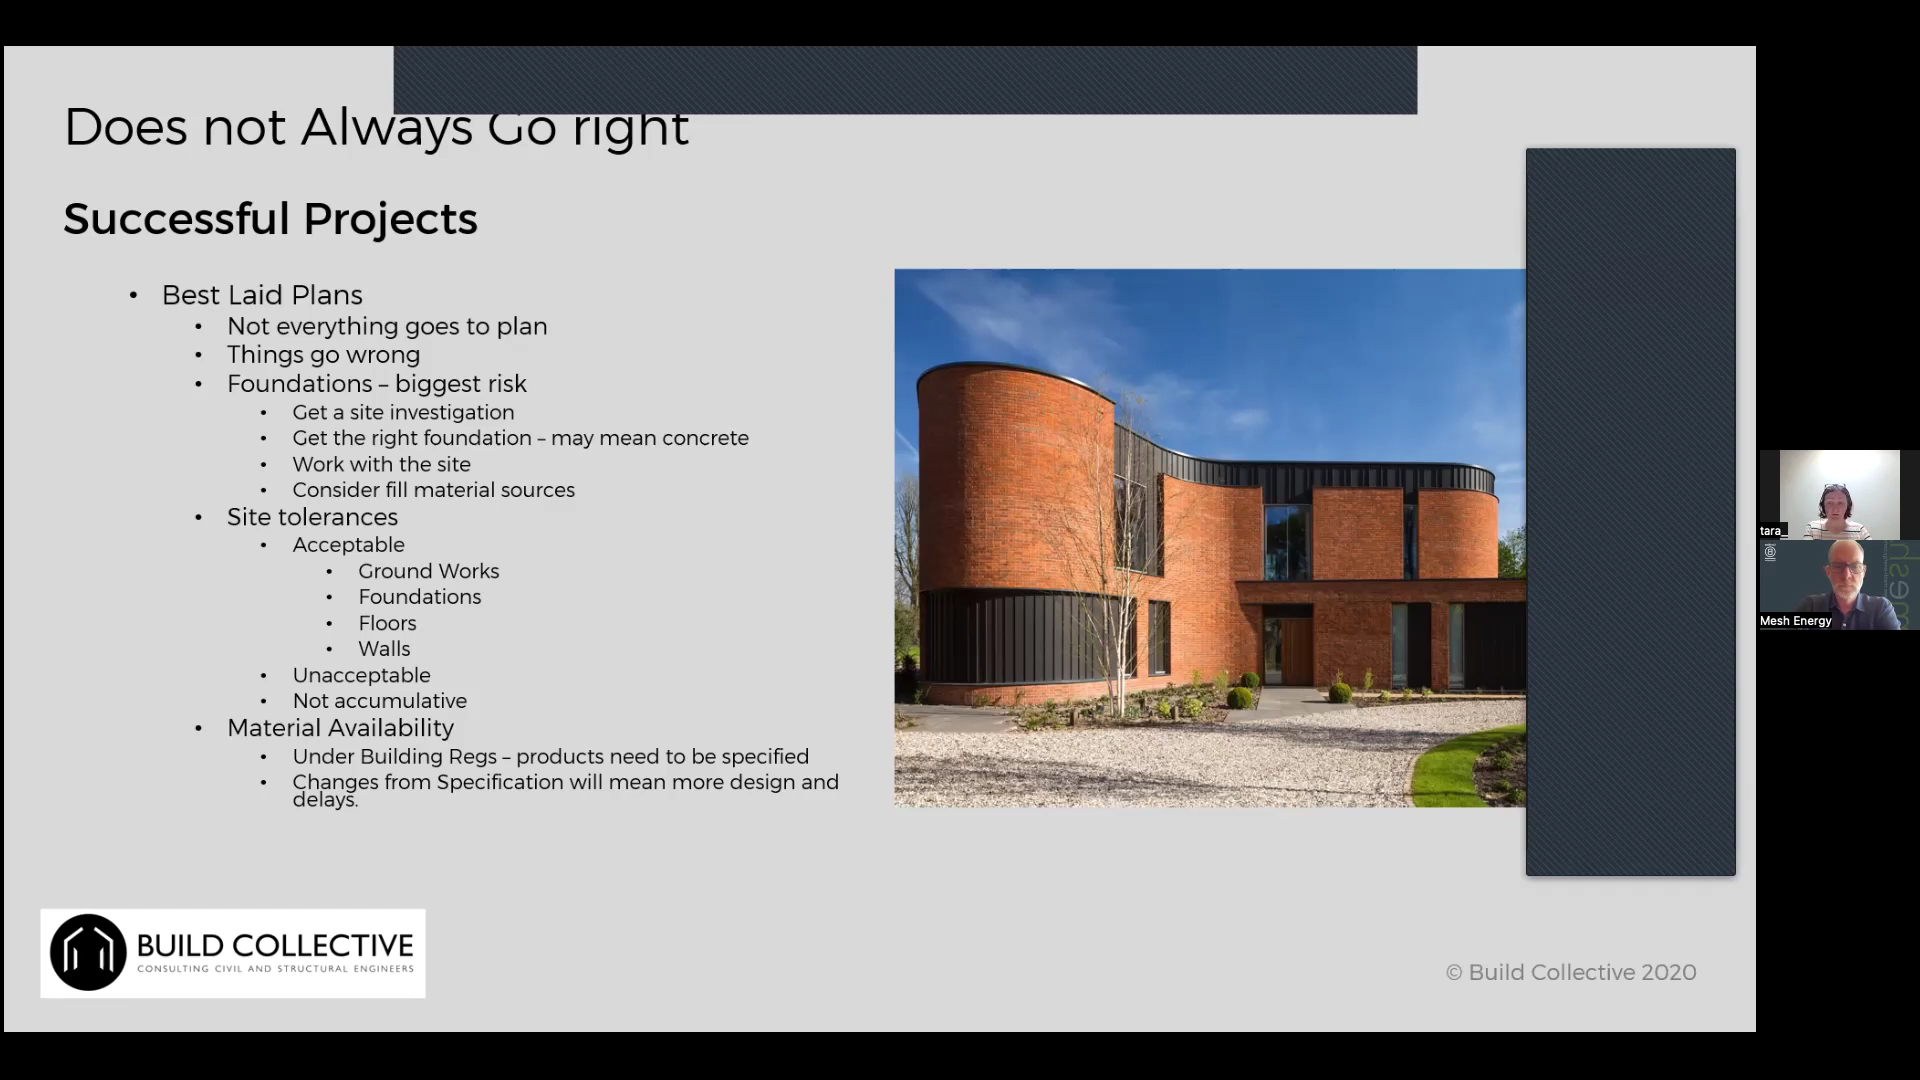 Does not Always Go right
Successful Projects
• Best Laid Plans
• Not everything goes to plan
• Things go wrong
• Foundations – biggest risk
• Get a site investigation
• Get the right foundation – may mean concrete
• Work with the site
• Consider fill material sources
• Site tolerances
• Acceptable
• Ground Works
• Foundations
• Floors
• Walls
• Unacceptable
• Not accumulative
• Material Availability
• Under Building Regs – products need to be specified
• Changes from Specification will mean more design and
delays.
BUILD COLLECTIVE
CONSULTING CIVIL AND STRUCTURAL ENGINEERS
© Build Collective 2020
tara_
mesh
Mesh Energy